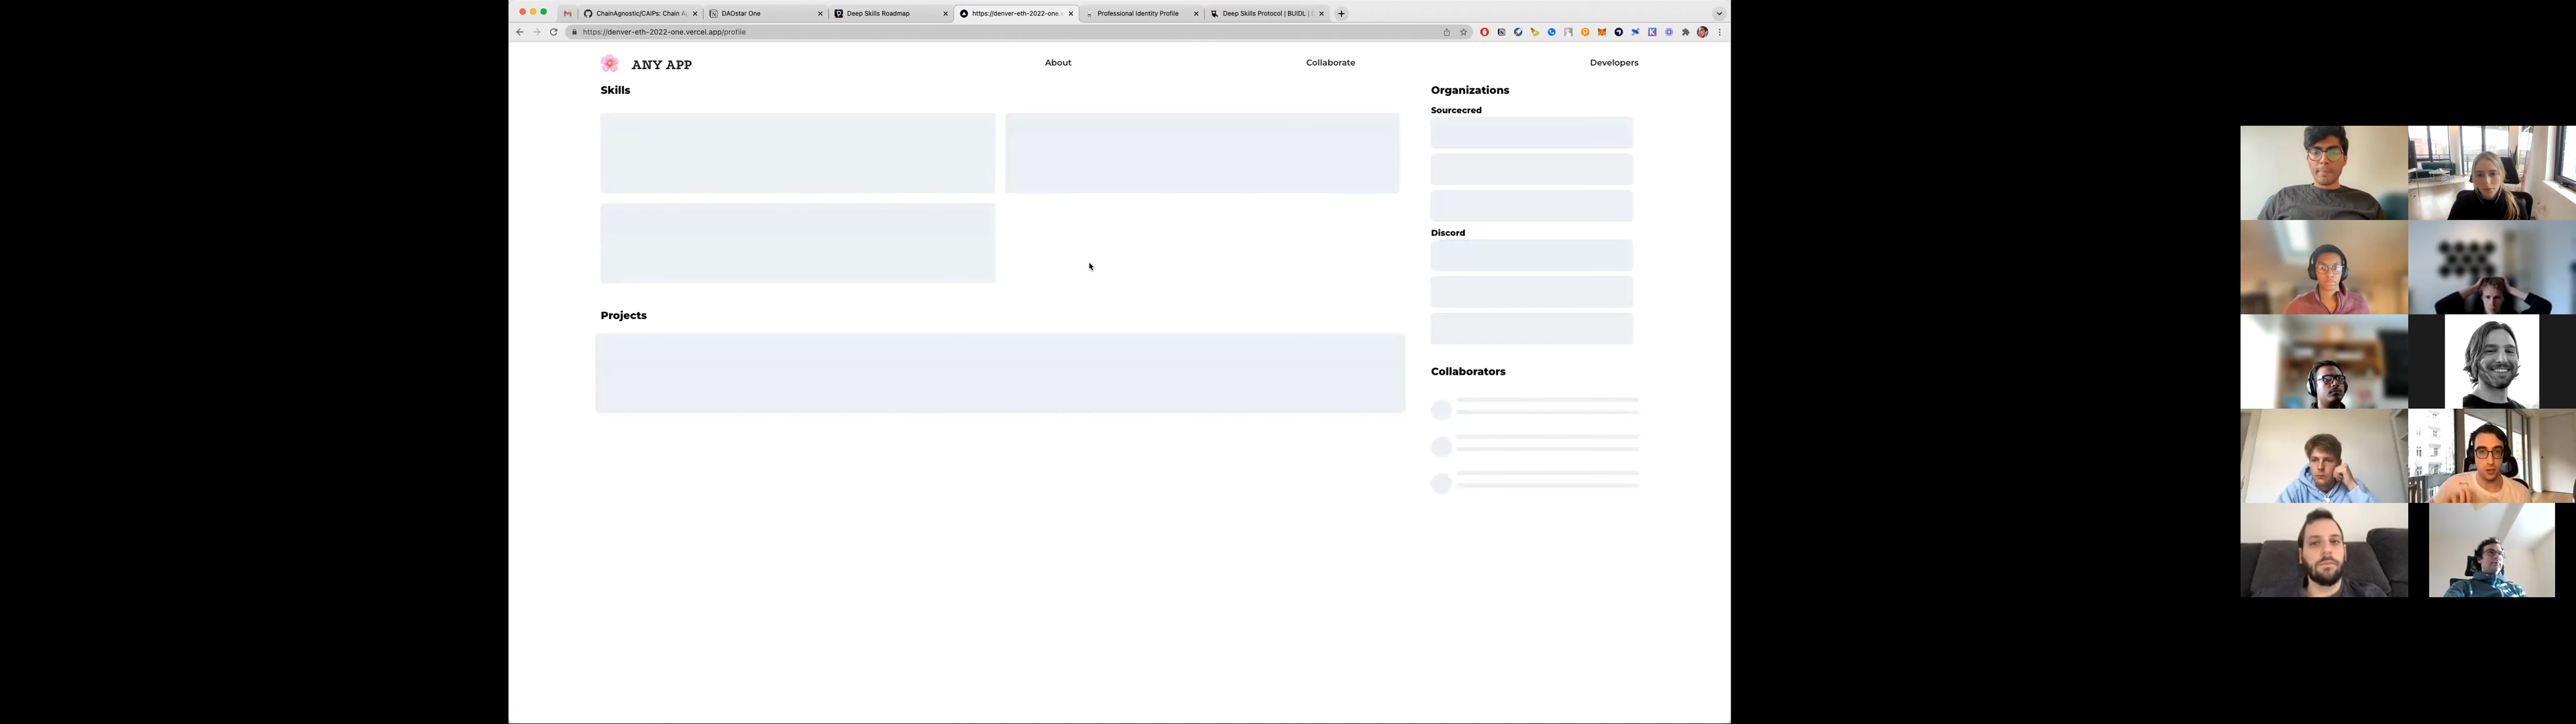 ChainAgnostic/CAIPs: Chain A
DAOstar One
Deep Skills Roadmap
https://denver-eth-2022-one.
Professional Identity Profile
Deep Skills Protocol | BUIDL |
https://denver-eth-2022-one.vercel.app/profile
ANY APP
About
Collaborate
Developers
Skills
Organizations
Sourcecred
Discord
Projects
Collaborators